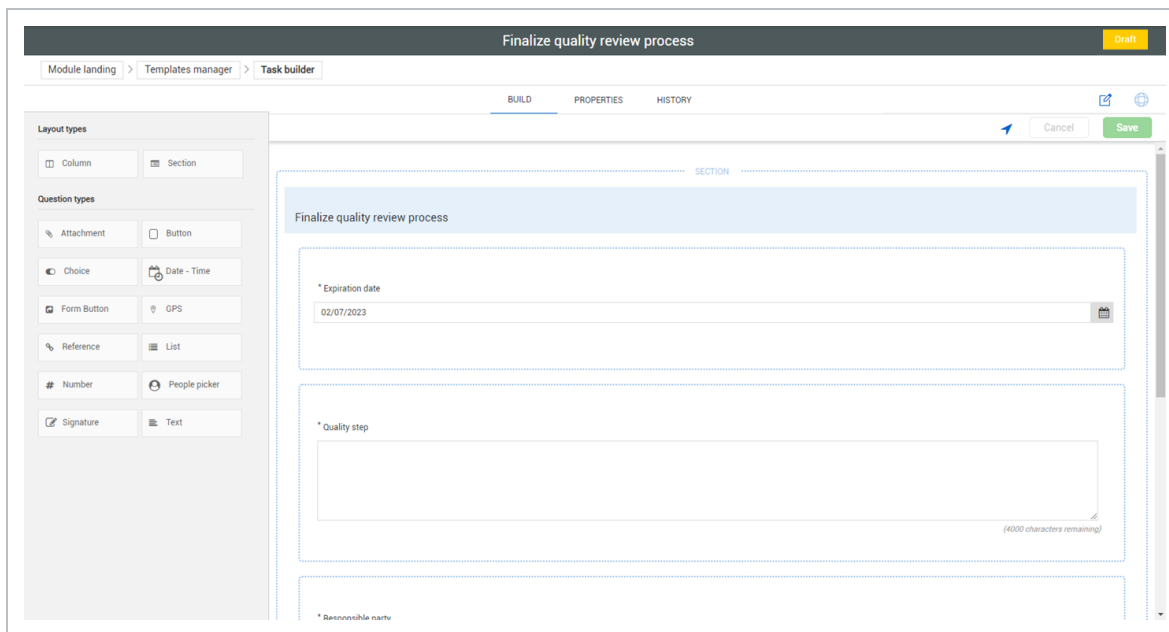 Finalize quality review process
Draft
Module landing > Templates manager > Task builder
BUILD PROPERTIES HISTORY
Cancel Save
Layout types
Column Section
Question types
Attachment Button
Choice Date - Time
Form Button GPS
Reference List
# Number People picker
Signature Text
SECTION
Finalize quality review process
* Expiration date
02/07/2023
* Quality step
(4000 characters remaining)
* Responsible party